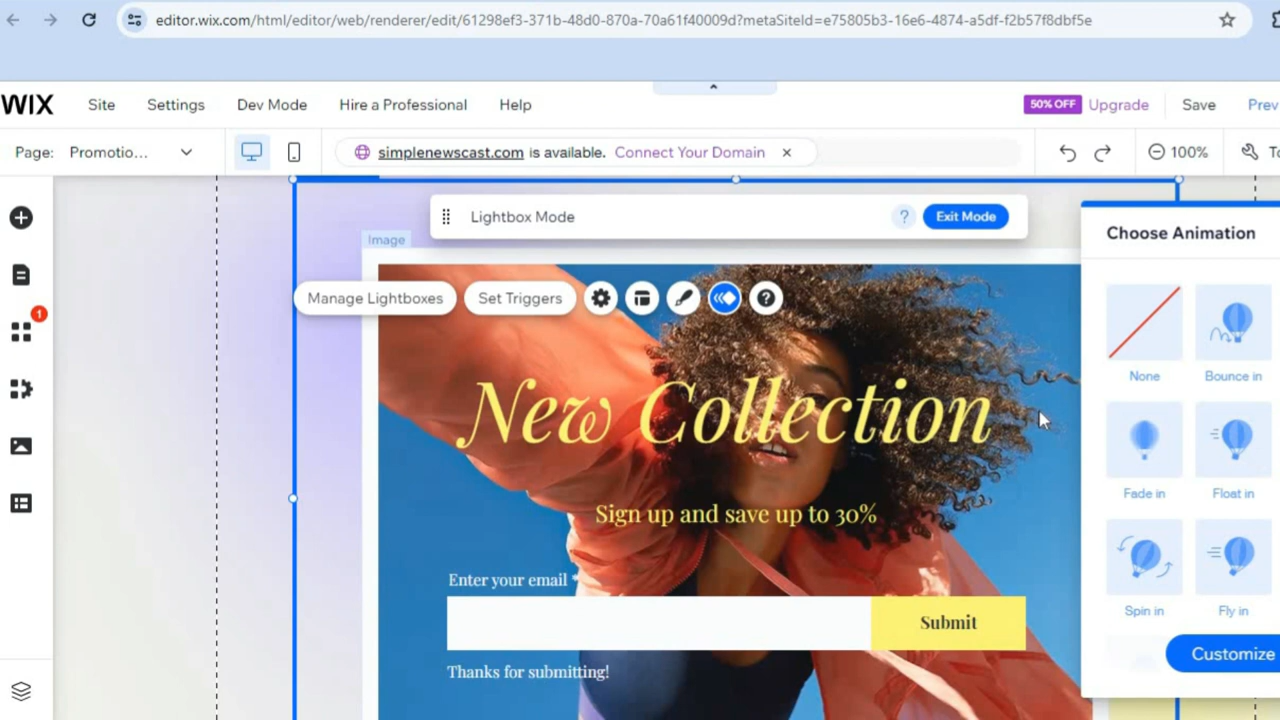 editor.wix.com/html/editor/web/renderer/edit/61298ef3-371b-48d0-870a-70a61f40009d?metaSiteId=e75805b3-16e6-4874-a5df-f2b57f8dbf5e
WIX Site Settings Dev Mode Hire a Professional Help 50% OFF Upgrade Save Prev
Page: Promotio... simplenewscast.com is available. Connect Your Domain 100% To
Lightbox Mode ? Exit Mode
Choose Animation
Image
1
Manage Lightboxes Set Triggers
None Bounce in
New Collection
Fade in Float in
Sign up and save up to 30%
Enter your email *
Submit
Spin in Fly in
Customize
Thanks for submitting!